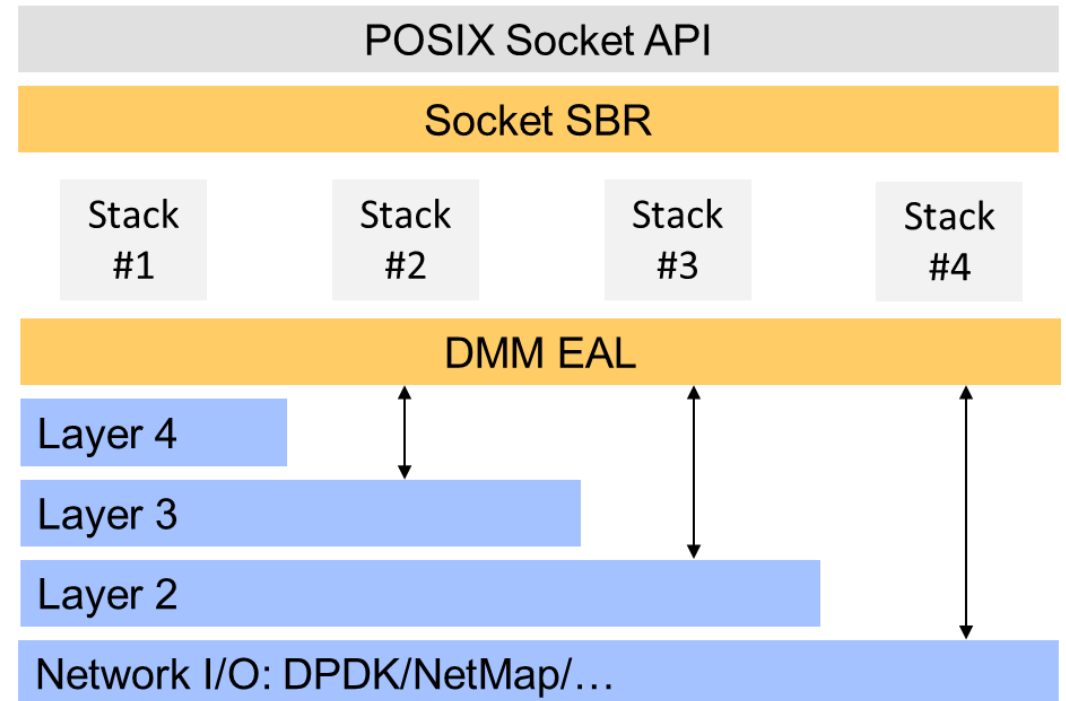 POSIX Socket API
Socket SBR
Stack
#1
Stack
#2
Stack
#3
Stack
#4
DMM EAL
Layer 4
Layer 3
Layer 2
Network I/O: DPDK/NetMap/…